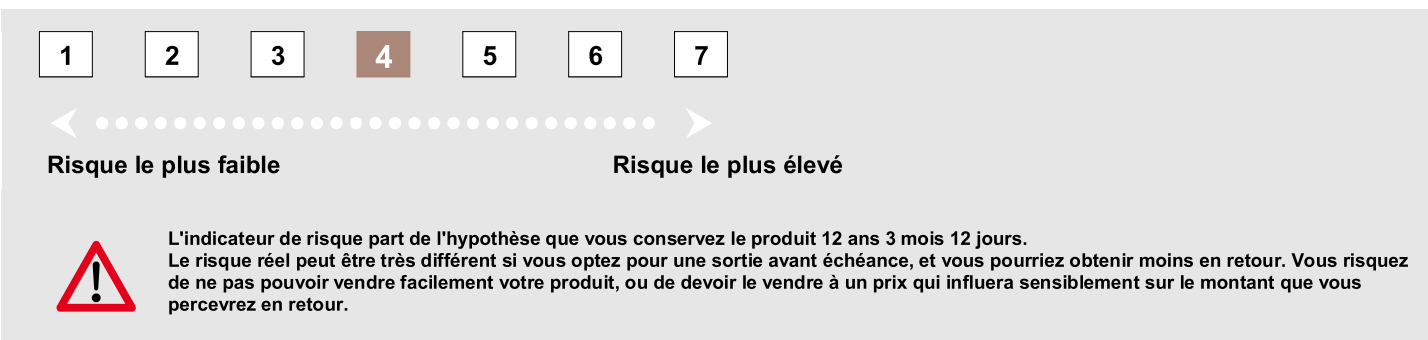 1 2 3 4 5 6 7
Risque le plus faible Risque le plus élevé
L'indicateur de risque part de l'hypothèse que vous conservez le produit 12 ans 3 mois 12 jours.
Le risque réel peut être très différent si vous optez pour une sortie avant échéance, et vous pourriez obtenir moins en retour. Vous risquez
de ne pas pouvoir vendre facilement votre produit, ou de devoir le vendre à un prix qui influera sensiblement sur le montant que vous
percevrez en retour.